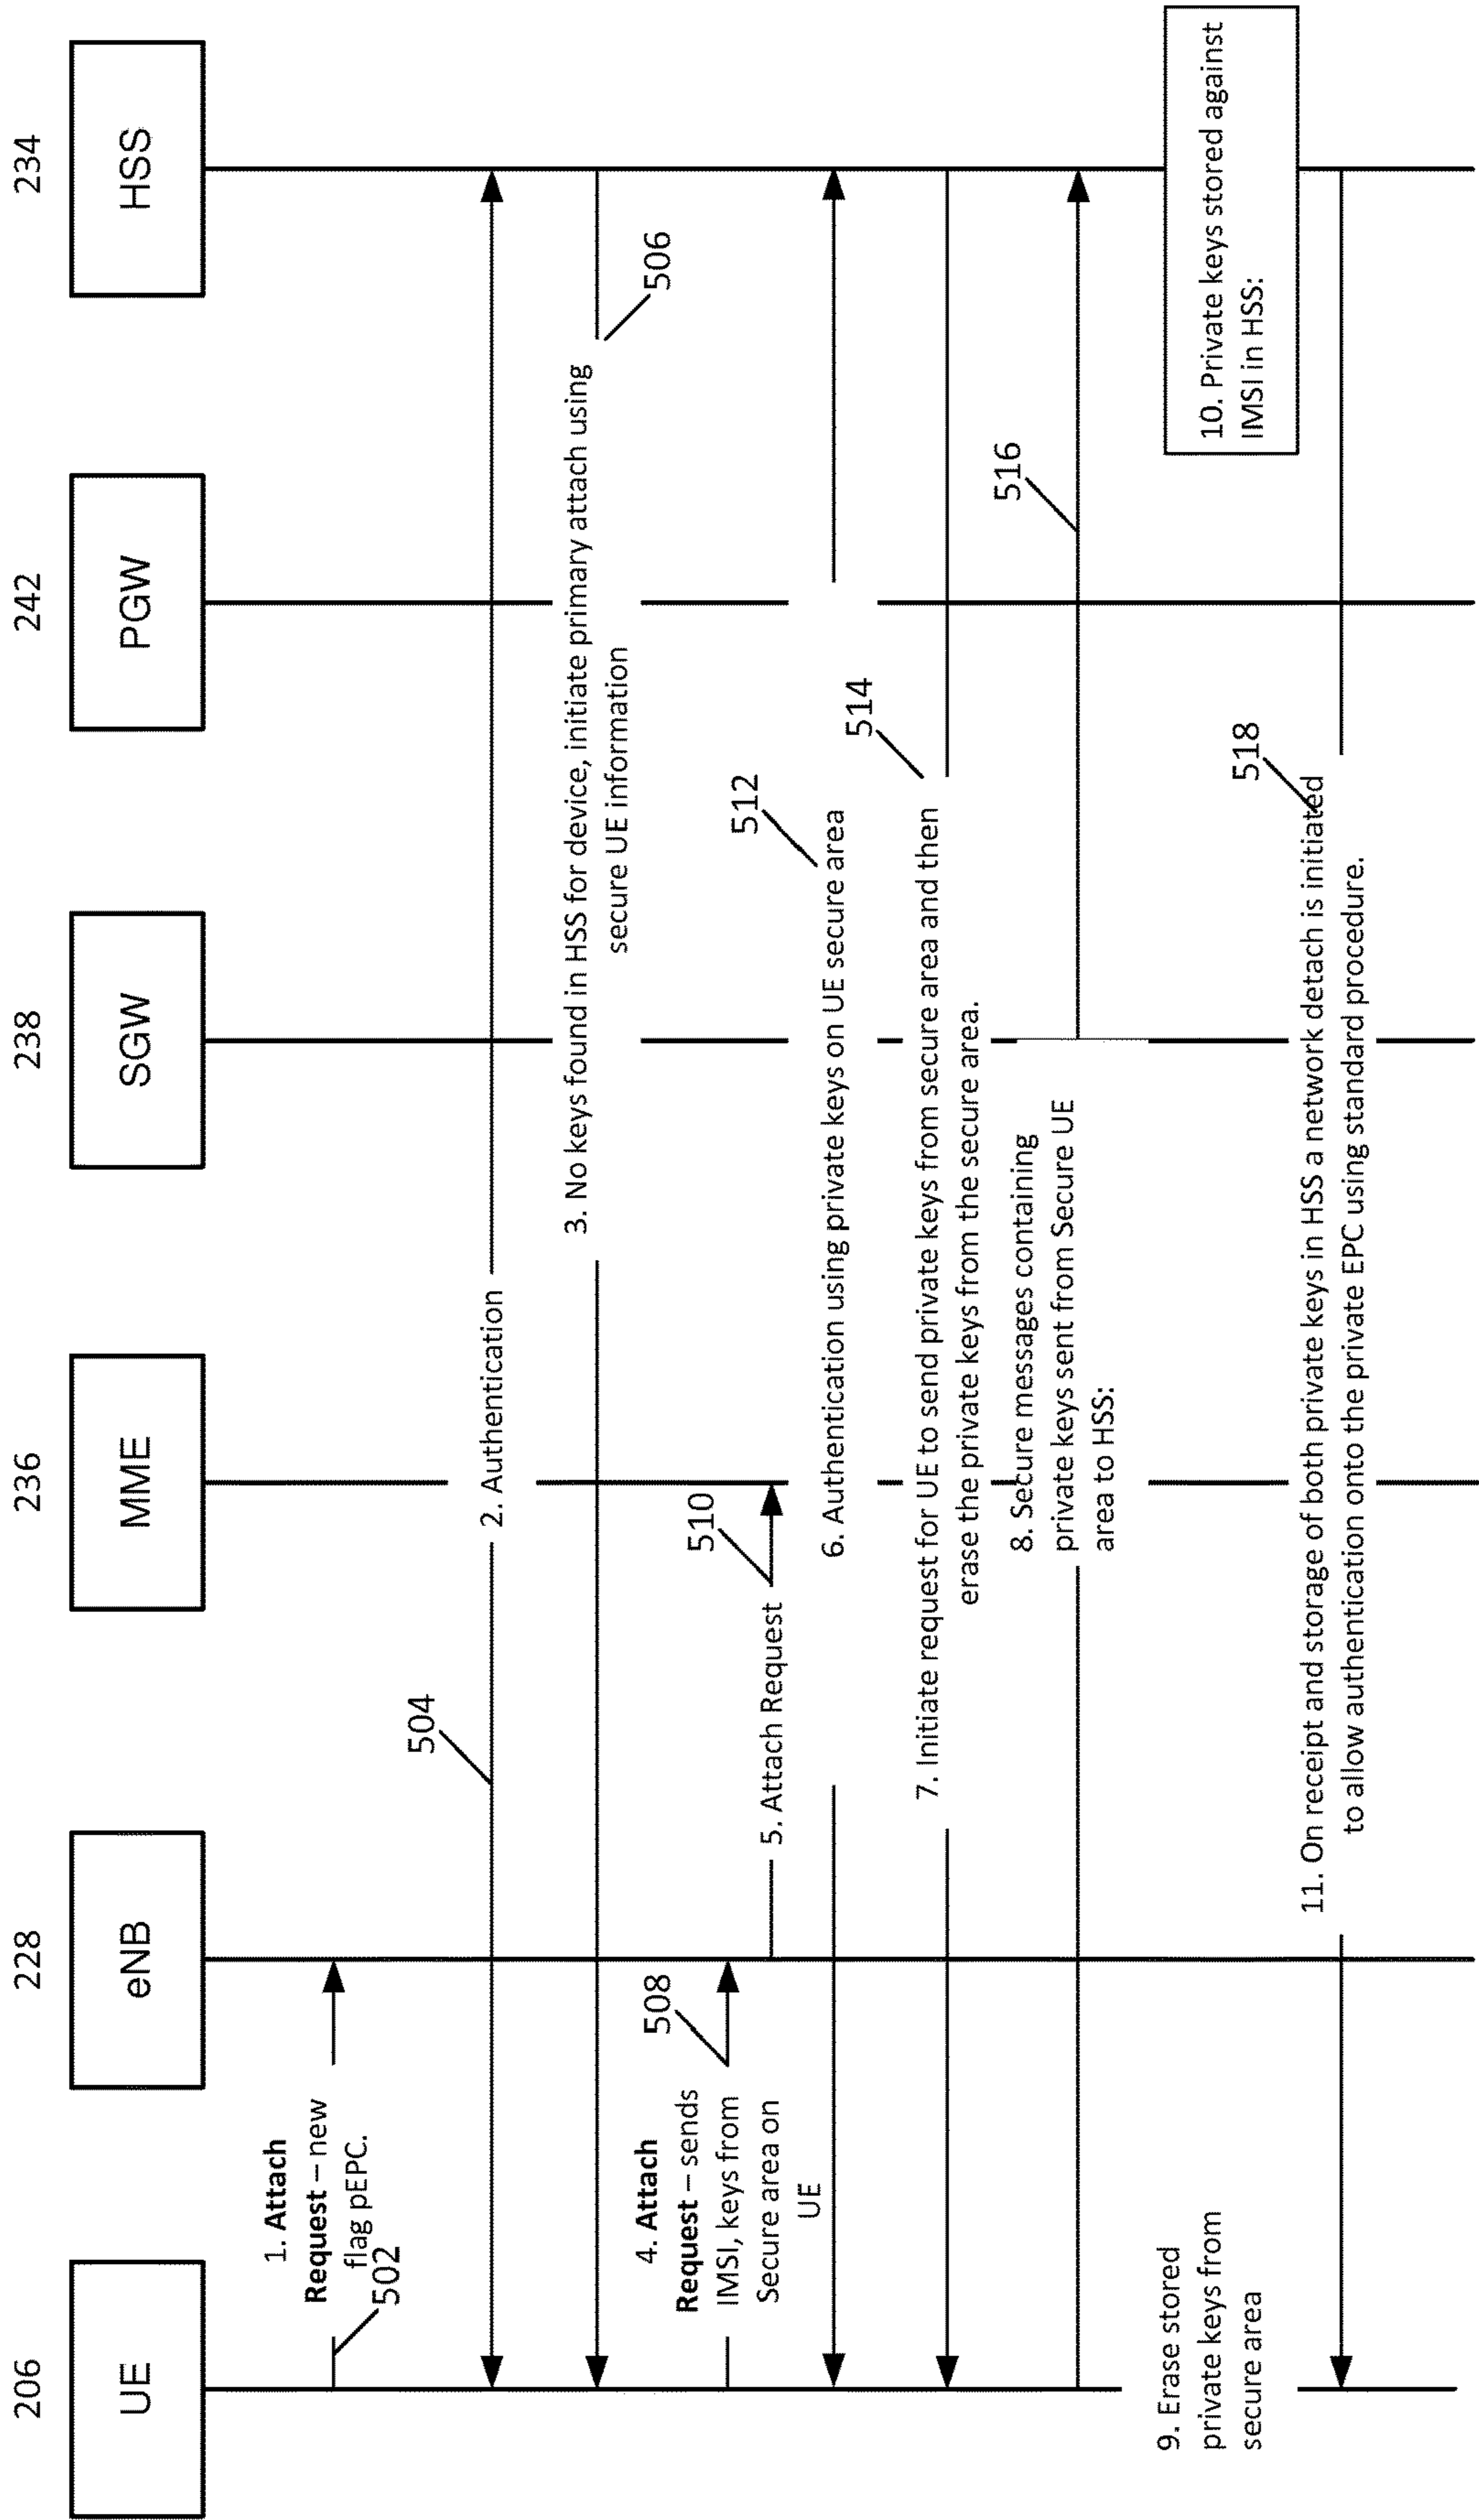 206
228
236
238
242
234
UE
eNB
MME
SGW
PGW
HSS
1. Attach
Request – new
flag pEPC.
502
504
2. Authentication
3. No keys found in HSS for device, initiate primary attach using
secure UE information
506
4. Attach
Request – sends
IMSI, keys from
Secure area on
UE
508
5. Attach Request
510
6. Authentication using private keys on UE secure area
512
7. Initiate request for UE to send private keys from secure area and then
erase the private keys from the secure area.
514
8. Secure messages containing
private keys sent from Secure UE
area to HSS:
516
9. Erase stored
private keys from
secure area
10. Private keys stored against
IMSI in HSS:
11. On receipt and storage of both private keys in HSS a network detach is initiated
to allow authentication onto the private EPC using standard procedure.
518